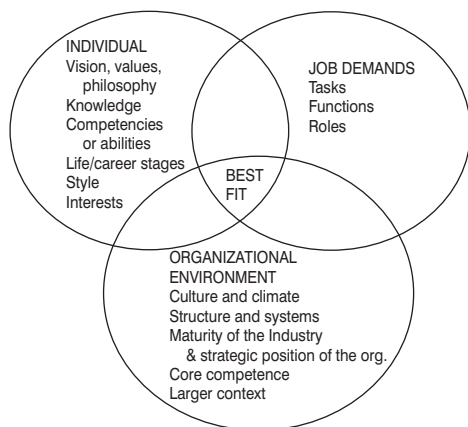 INDIVIDUAL
Vision, values,
philosophy
Knowledge
Competencies
or abilities
Life/career stages
Style
Interests
JOB DEMANDS
Tasks
Functions
Roles
BEST
FIT
ORGANIZATIONAL
ENVIRONMENT
Culture and climate
Structure and systems
Maturity of the Industry
& strategic position of the org.
Core competence
Larger context